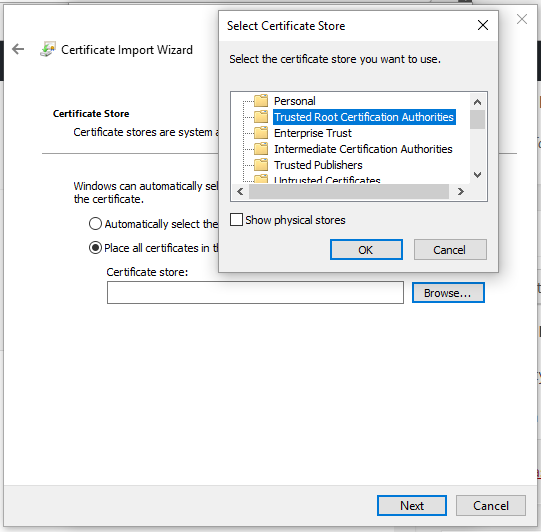 Select Certificate Store
Select the certificate store you want to use.
Personal
Trusted Root Certification Authorities
Enterprise Trust
Intermediate Certification Authorities
Trusted Publishers
Untrusted Certificates
Show physical stores
OK
Cancel
Certificate Import Wizard
Certificate Store
Certificate stores are system
Windows can automatically
the certificate.
Automatically select the
Place all certificates in
Certificate store:
Browse...
Next
Cancel